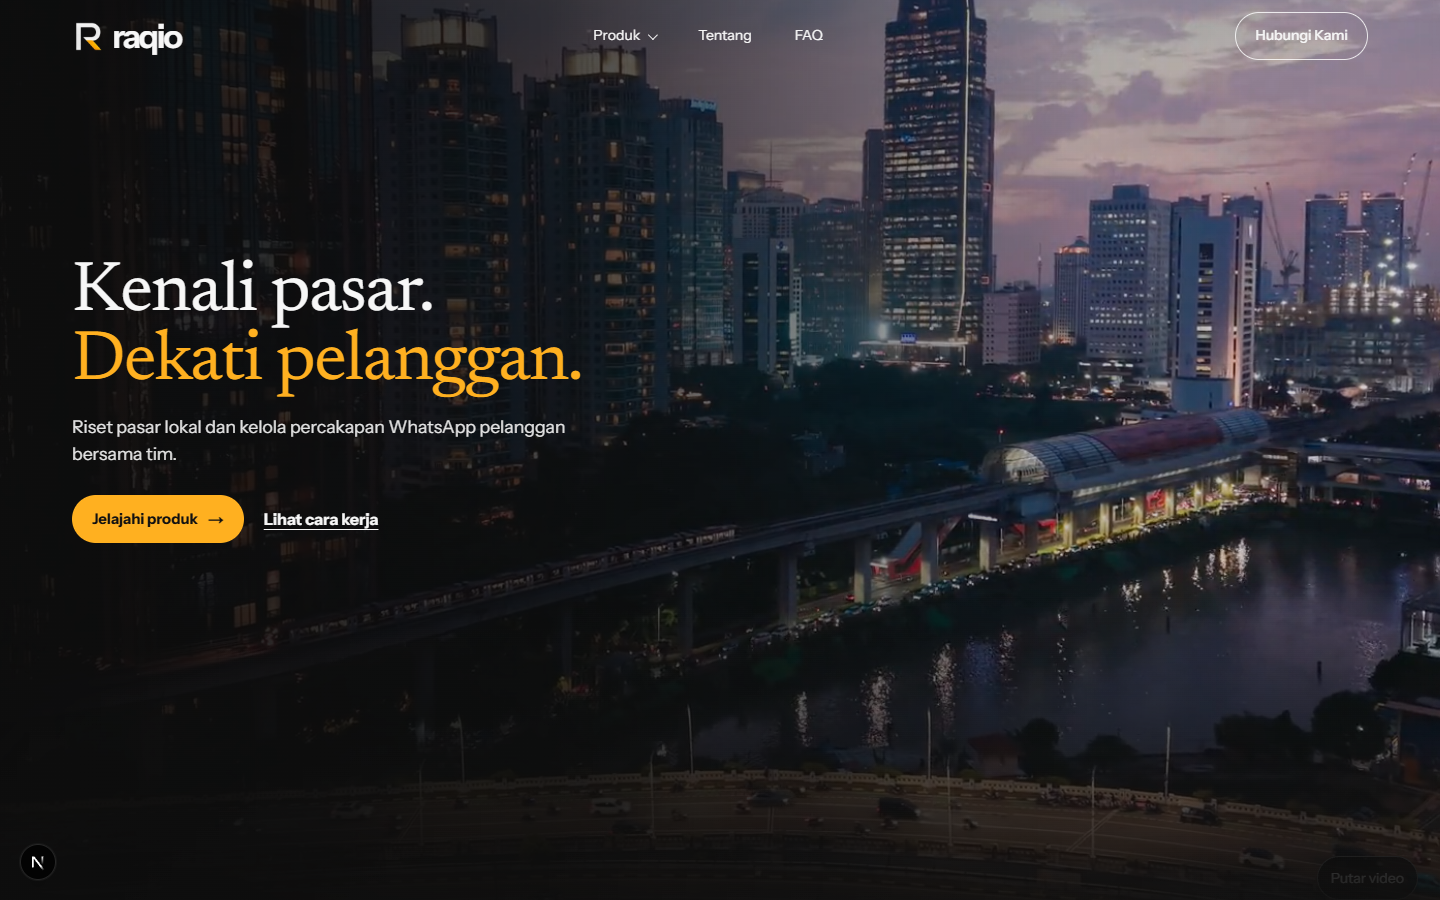 raqio
Produk
Tentang
FAQ
Hubungi Kami
Kenali pasar.
Dekati pelanggan.
Riset pasar lokal dan kelola percakapan WhatsApp pelanggan
bersama tim.
Jelajahi produk →
Lihat cara kerja
N
Putar video